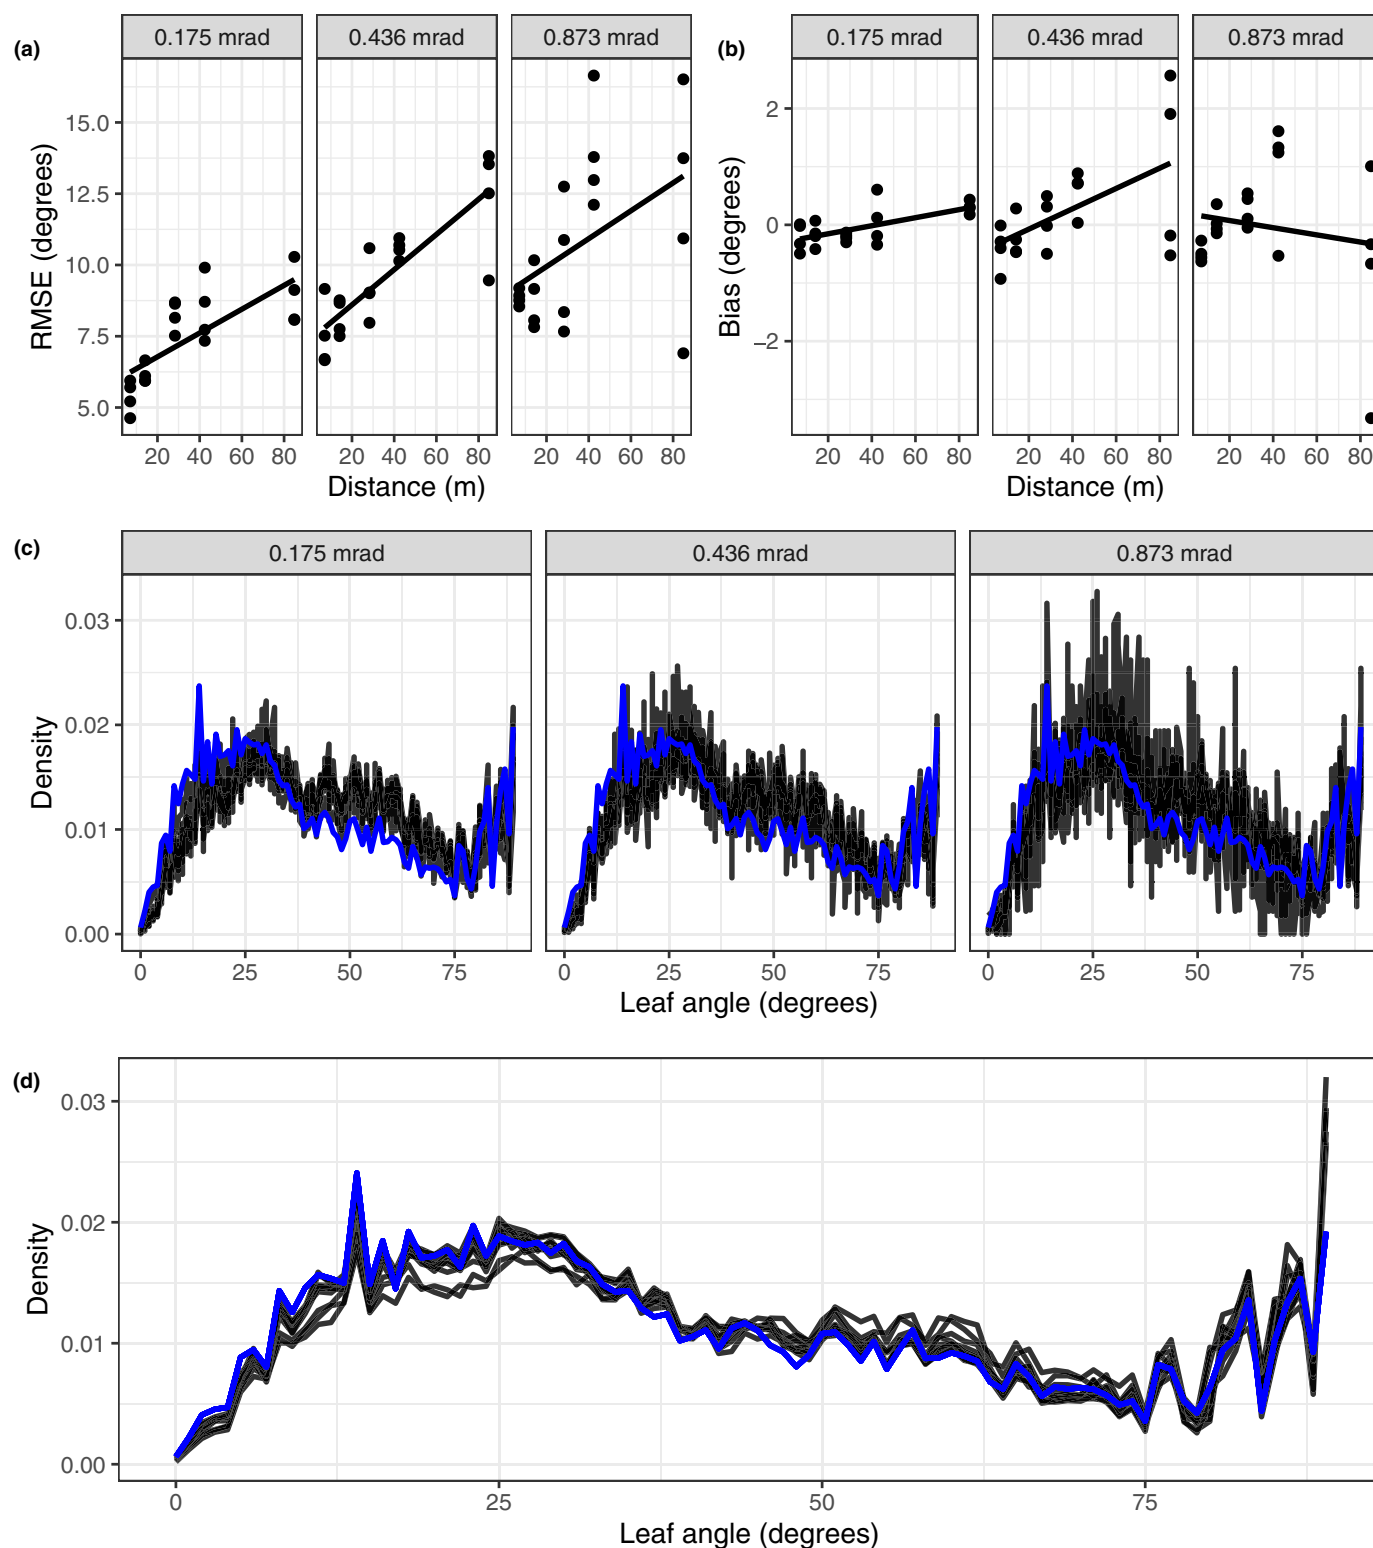 (a)
0.175 mrad
0.436 mrad
0.873 mrad
15.0
12.5
10.0
7.5
5.0
RMSE (degrees)
20 40 60 80
20 40 60 80
20 40 60 80
Distance (m)
(b)
0.175 mrad
0.436 mrad
0.873 mrad
2
0
−2
Bias (degrees)
20 40 60 80
20 40 60 80
20 40 60 80
Distance (m)
(c)
0.175 mrad
0.436 mrad
0.873 mrad
0.03
0.02
0.01
0.00
Density
0 25 50 75
0 25 50 75
0 25 50 75
Leaf angle (degrees)
(d)
0.03
0.02
0.01
0.00
Density
0 25 50 75
Leaf angle (degrees)